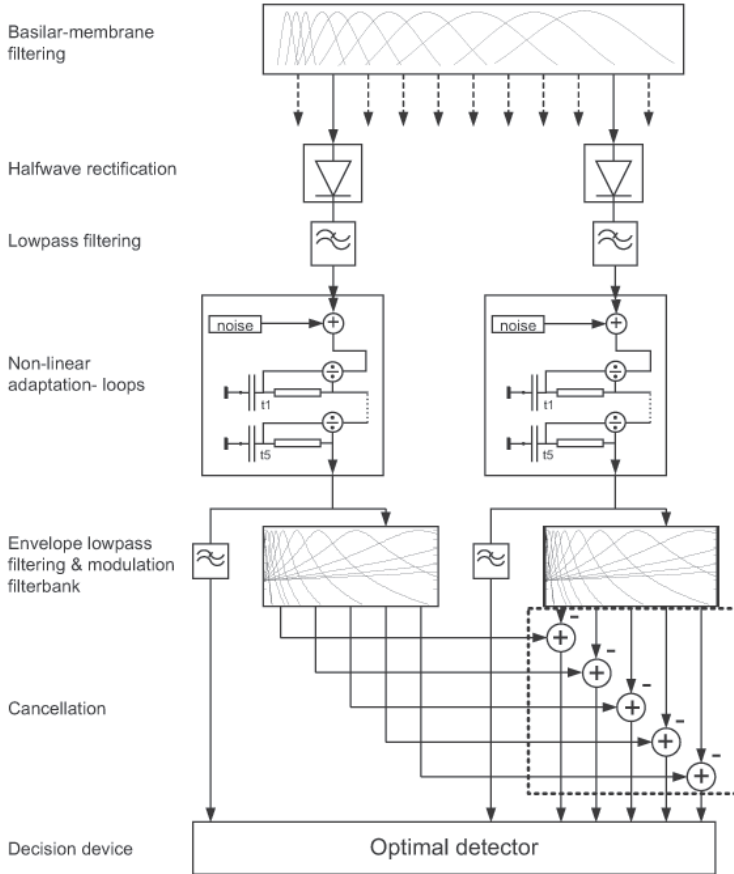 Basilar-membrane
filtering
Halfwave rectification
Lowpass filtering
noise
noise
Non-linear
adaptation- loops
t1
t1
t5
t5
Envelope lowpass
filtering & modulation
filterbank
Cancellation
Decision device
Optimal detector